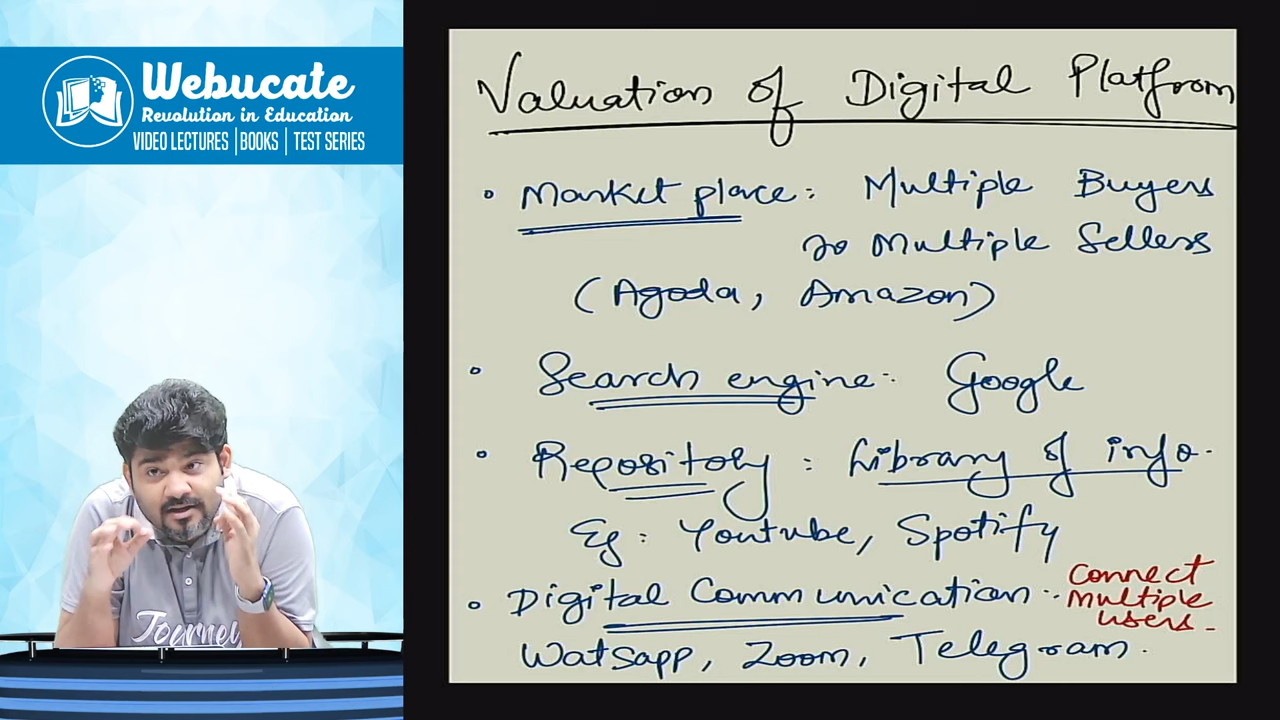 Webucate
Revolution in Education
VIDEO LECTURES | BOOKS | TEST SERIES
Journey
Valuation of Digital Platfrom
• Market place: Multiple Buyers
to Multiple Sellers
(Agoda, Amazon)
• Search engine: Google
• Repository: Library of info.
Eg: Youtube, Spotify
• Digital Communication: Connect
Multiple
users.
Watsapp, Zoom, Telegram.